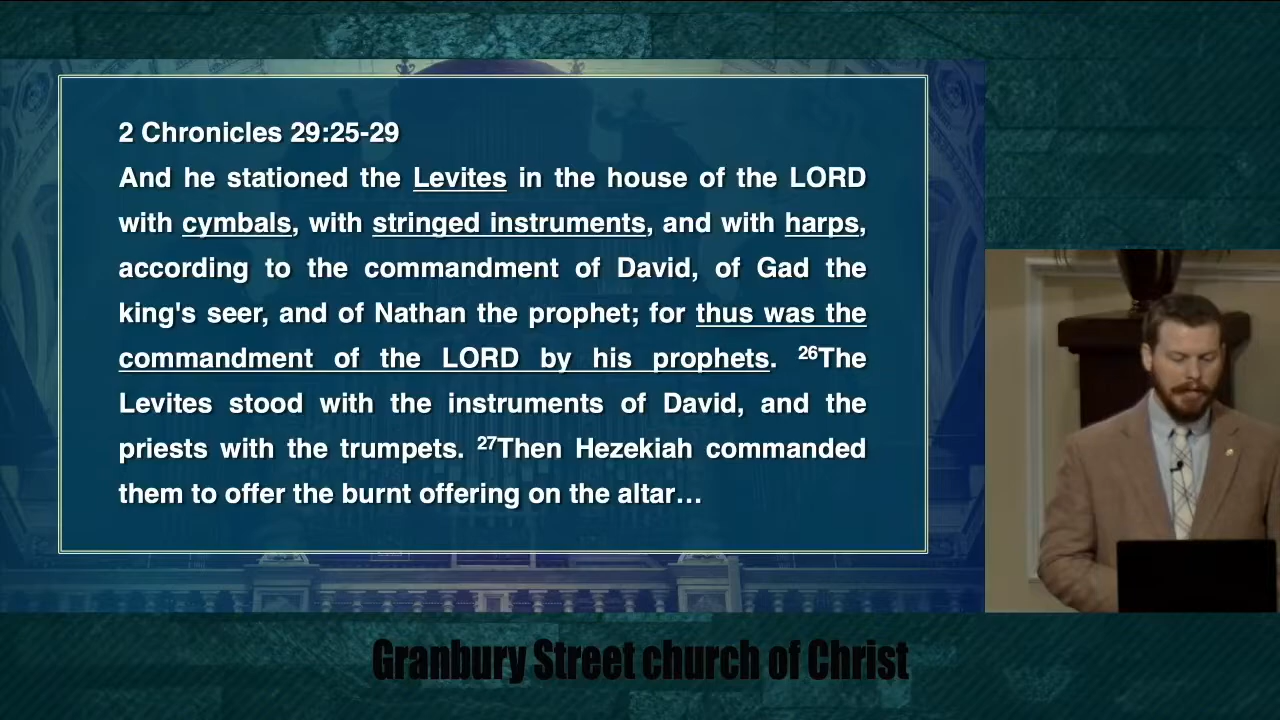 2 Chronicles 29:25-29
And he stationed the Levites in the house of the LORD
with cymbals, with stringed instruments, and with harps,
according to the commandment of David, of Gad the
king's seer, and of Nathan the prophet; for thus was the
commandment of the LORD by his prophets. 26The
Levites stood with the instruments of David, and the
priests with the trumpets. 27Then Hezekiah commanded
them to offer the burnt offering on the altar…
Granbury Street church of Christ